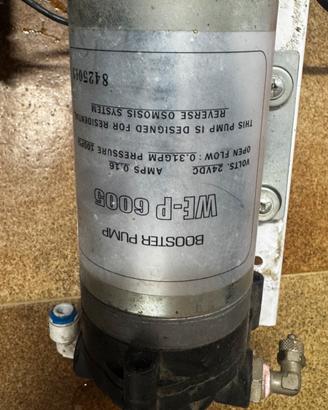 BOOSTER PUMP
WE-P 6005
VOLTS. 24VDC AMPS 0.16
OPEN FLOW : 0.31GPM PRESSURE
THIS PUMP IS DESIGNED FOR RESIDENTIAL
REVERSE OSMOSIS SYSTEM